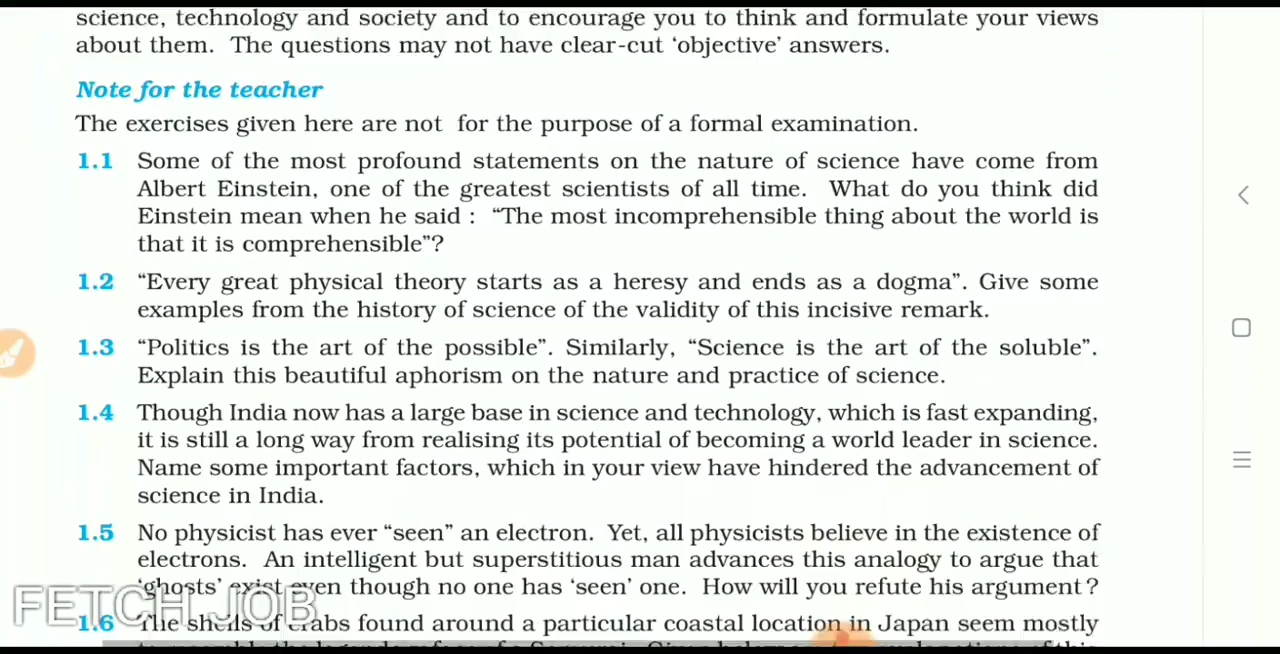 science, technology and society and to encourage you to think and formulate your views
about them. The questions may not have clear-cut ‘objective’ answers.
Note for the teacher
The exercises given here are not for the purpose of a formal examination.
1.1 Some of the most profound statements on the nature of science have come from
Albert Einstein, one of the greatest scientists of all time. What do you think did
Einstein mean when he said : “The most incomprehensible thing about the world is
that it is comprehensible”?
1.2 “Every great physical theory starts as a heresy and ends as a dogma”. Give some
examples from the history of science of the validity of this incisive remark.
1.3 “Politics is the art of the possible”. Similarly, “Science is the art of the soluble”.
Explain this beautiful aphorism on the nature and practice of science.
1.4 Though India now has a large base in science and technology, which is fast expanding,
it is still a long way from realising its potential of becoming a world leader in science.
Name some important factors, which in your view have hindered the advancement of
science in India.
1.5 No physicist has ever “seen” an electron. Yet, all physicists believe in the existence of
electrons. An intelligent but superstitious man advances this analogy to argue that
‘ghosts’ exist even though no one has ‘seen’ one. How will you refute his argument ?
FETCH JOB
1.6 The shells of crabs found around a particular coastal location in Japan seem mostly